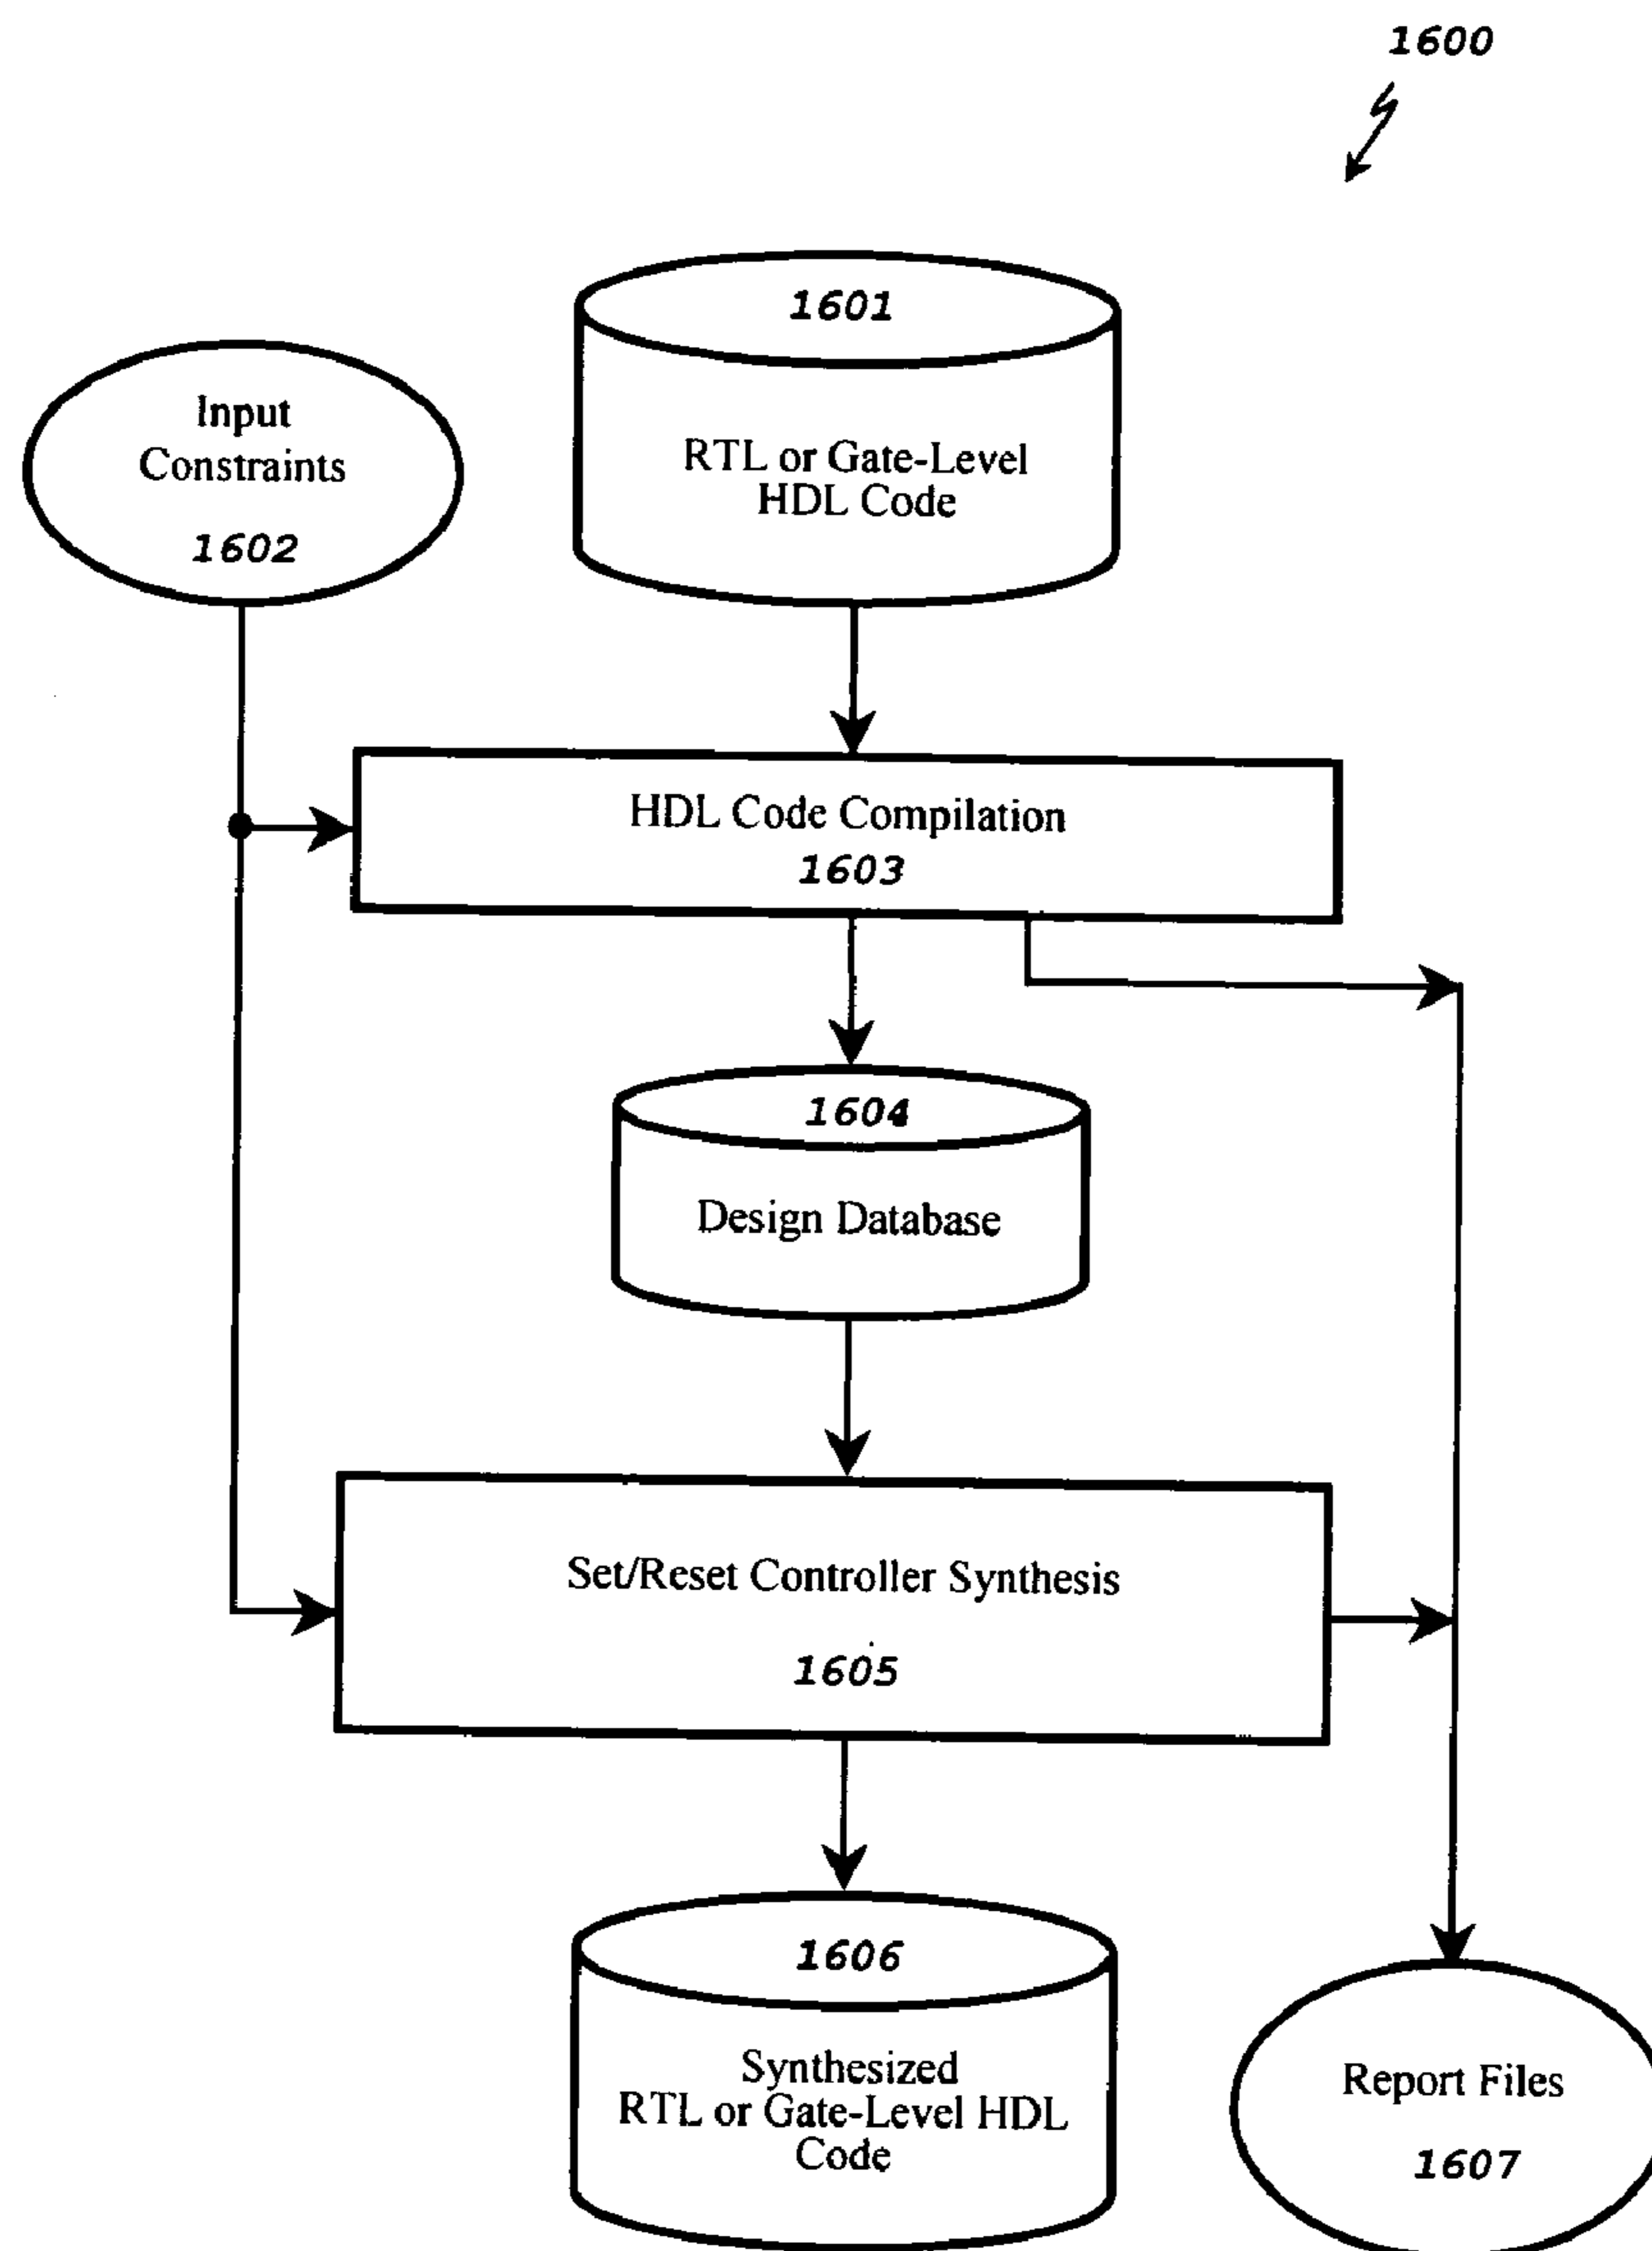 1600
1601
RTL or Gate-Level
HDL Code
Input
Constraints
1602
HDL Code Compilation
1603
1604
Design Database
Set/Reset Controller Synthesis
1605
1606
Synthesized
RTL or Gate-Level HDL
Code
Report Files
1607